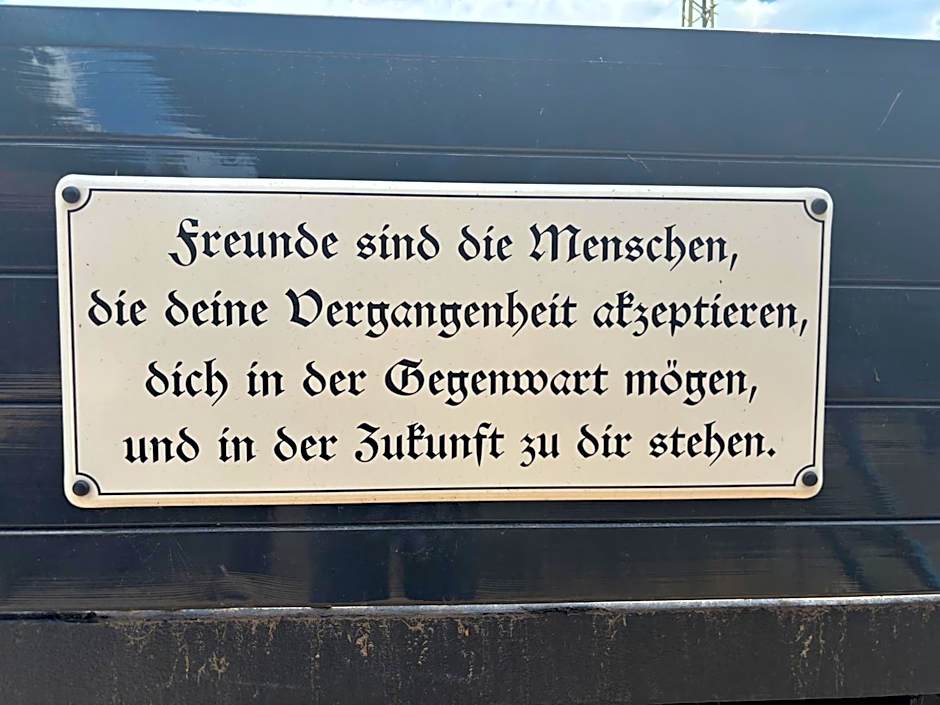 Freunde sind die Menschen,
die deine Vergangenheit akzeptieren,
dich in der Gegenwart mögen,
und in der Zukunft zu dir stehen.